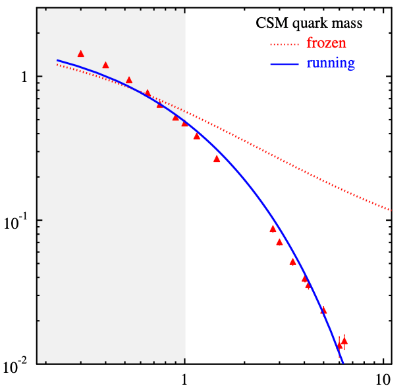 CSM quark mass
frozen
running
1
10⁻¹
10⁻²
1
10